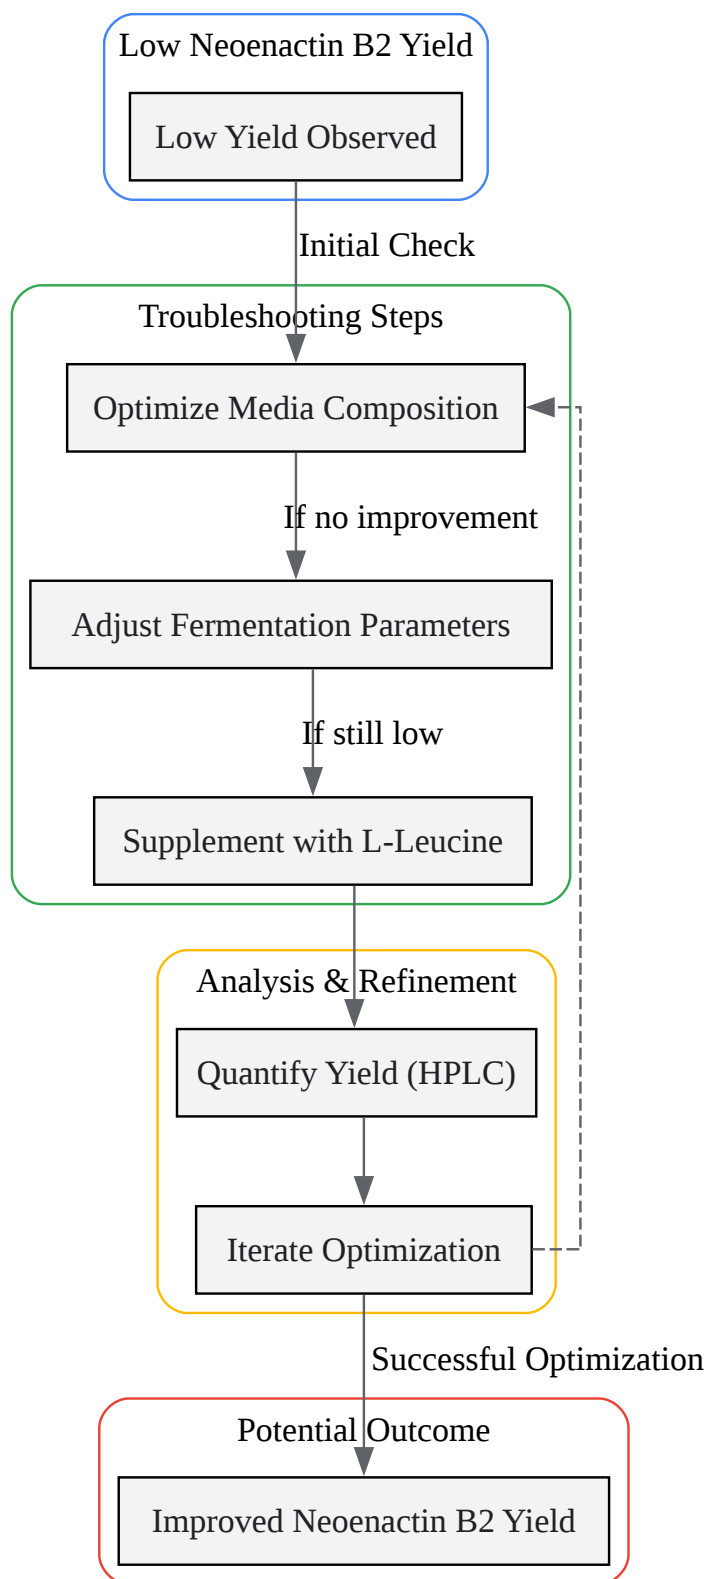 Low Neoenactin B2 Yield
Low Yield Observed
Initial Check
Troubleshooting Steps
Optimize Media Composition
If no improvement
Adjust Fermentation Parameters
If still low
Supplement with L-Leucine
Analysis & Refinement
Quantify Yield (HPLC)
Iterate Optimization
Successful Optimization
Potential Outcome
Improved Neoenactin B2 Yield